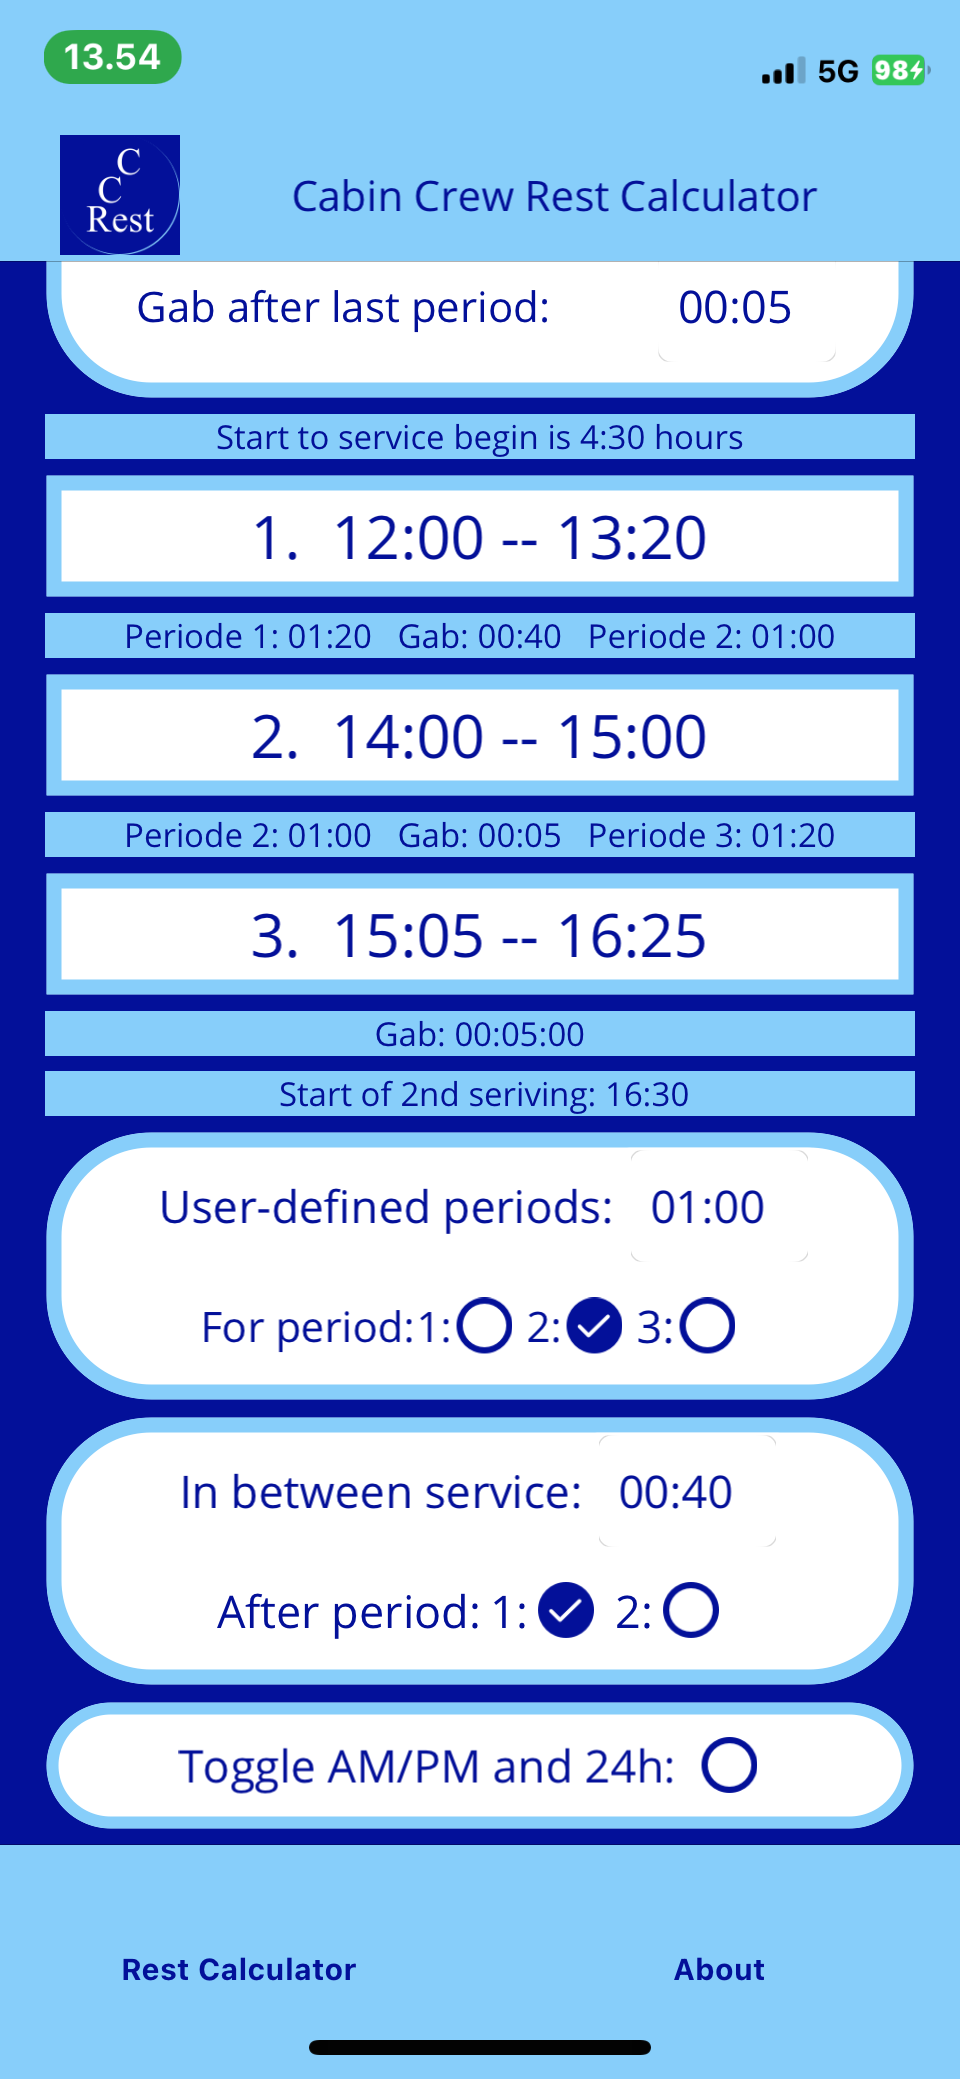 13.54
5G 98
C
C
Rest
Cabin Crew Rest Calculator
Gab after last period: 00:05
Start to service begin is 4:30 hours
1. 12:00 -- 13:20
Periode 1: 01:20 Gab: 00:40 Periode 2: 01:00
2. 14:00 -- 15:00
Periode 2: 01:00 Gab: 00:05 Periode 3: 01:20
3. 15:05 -- 16:25
Gab: 00:05:00
Start of 2nd seriving: 16:30
User-defined periods: 01:00
For period:1: 2: 3:
In between service: 00:40
After period: 1: 2:
Toggle AM/PM and 24h:
Rest Calculator About